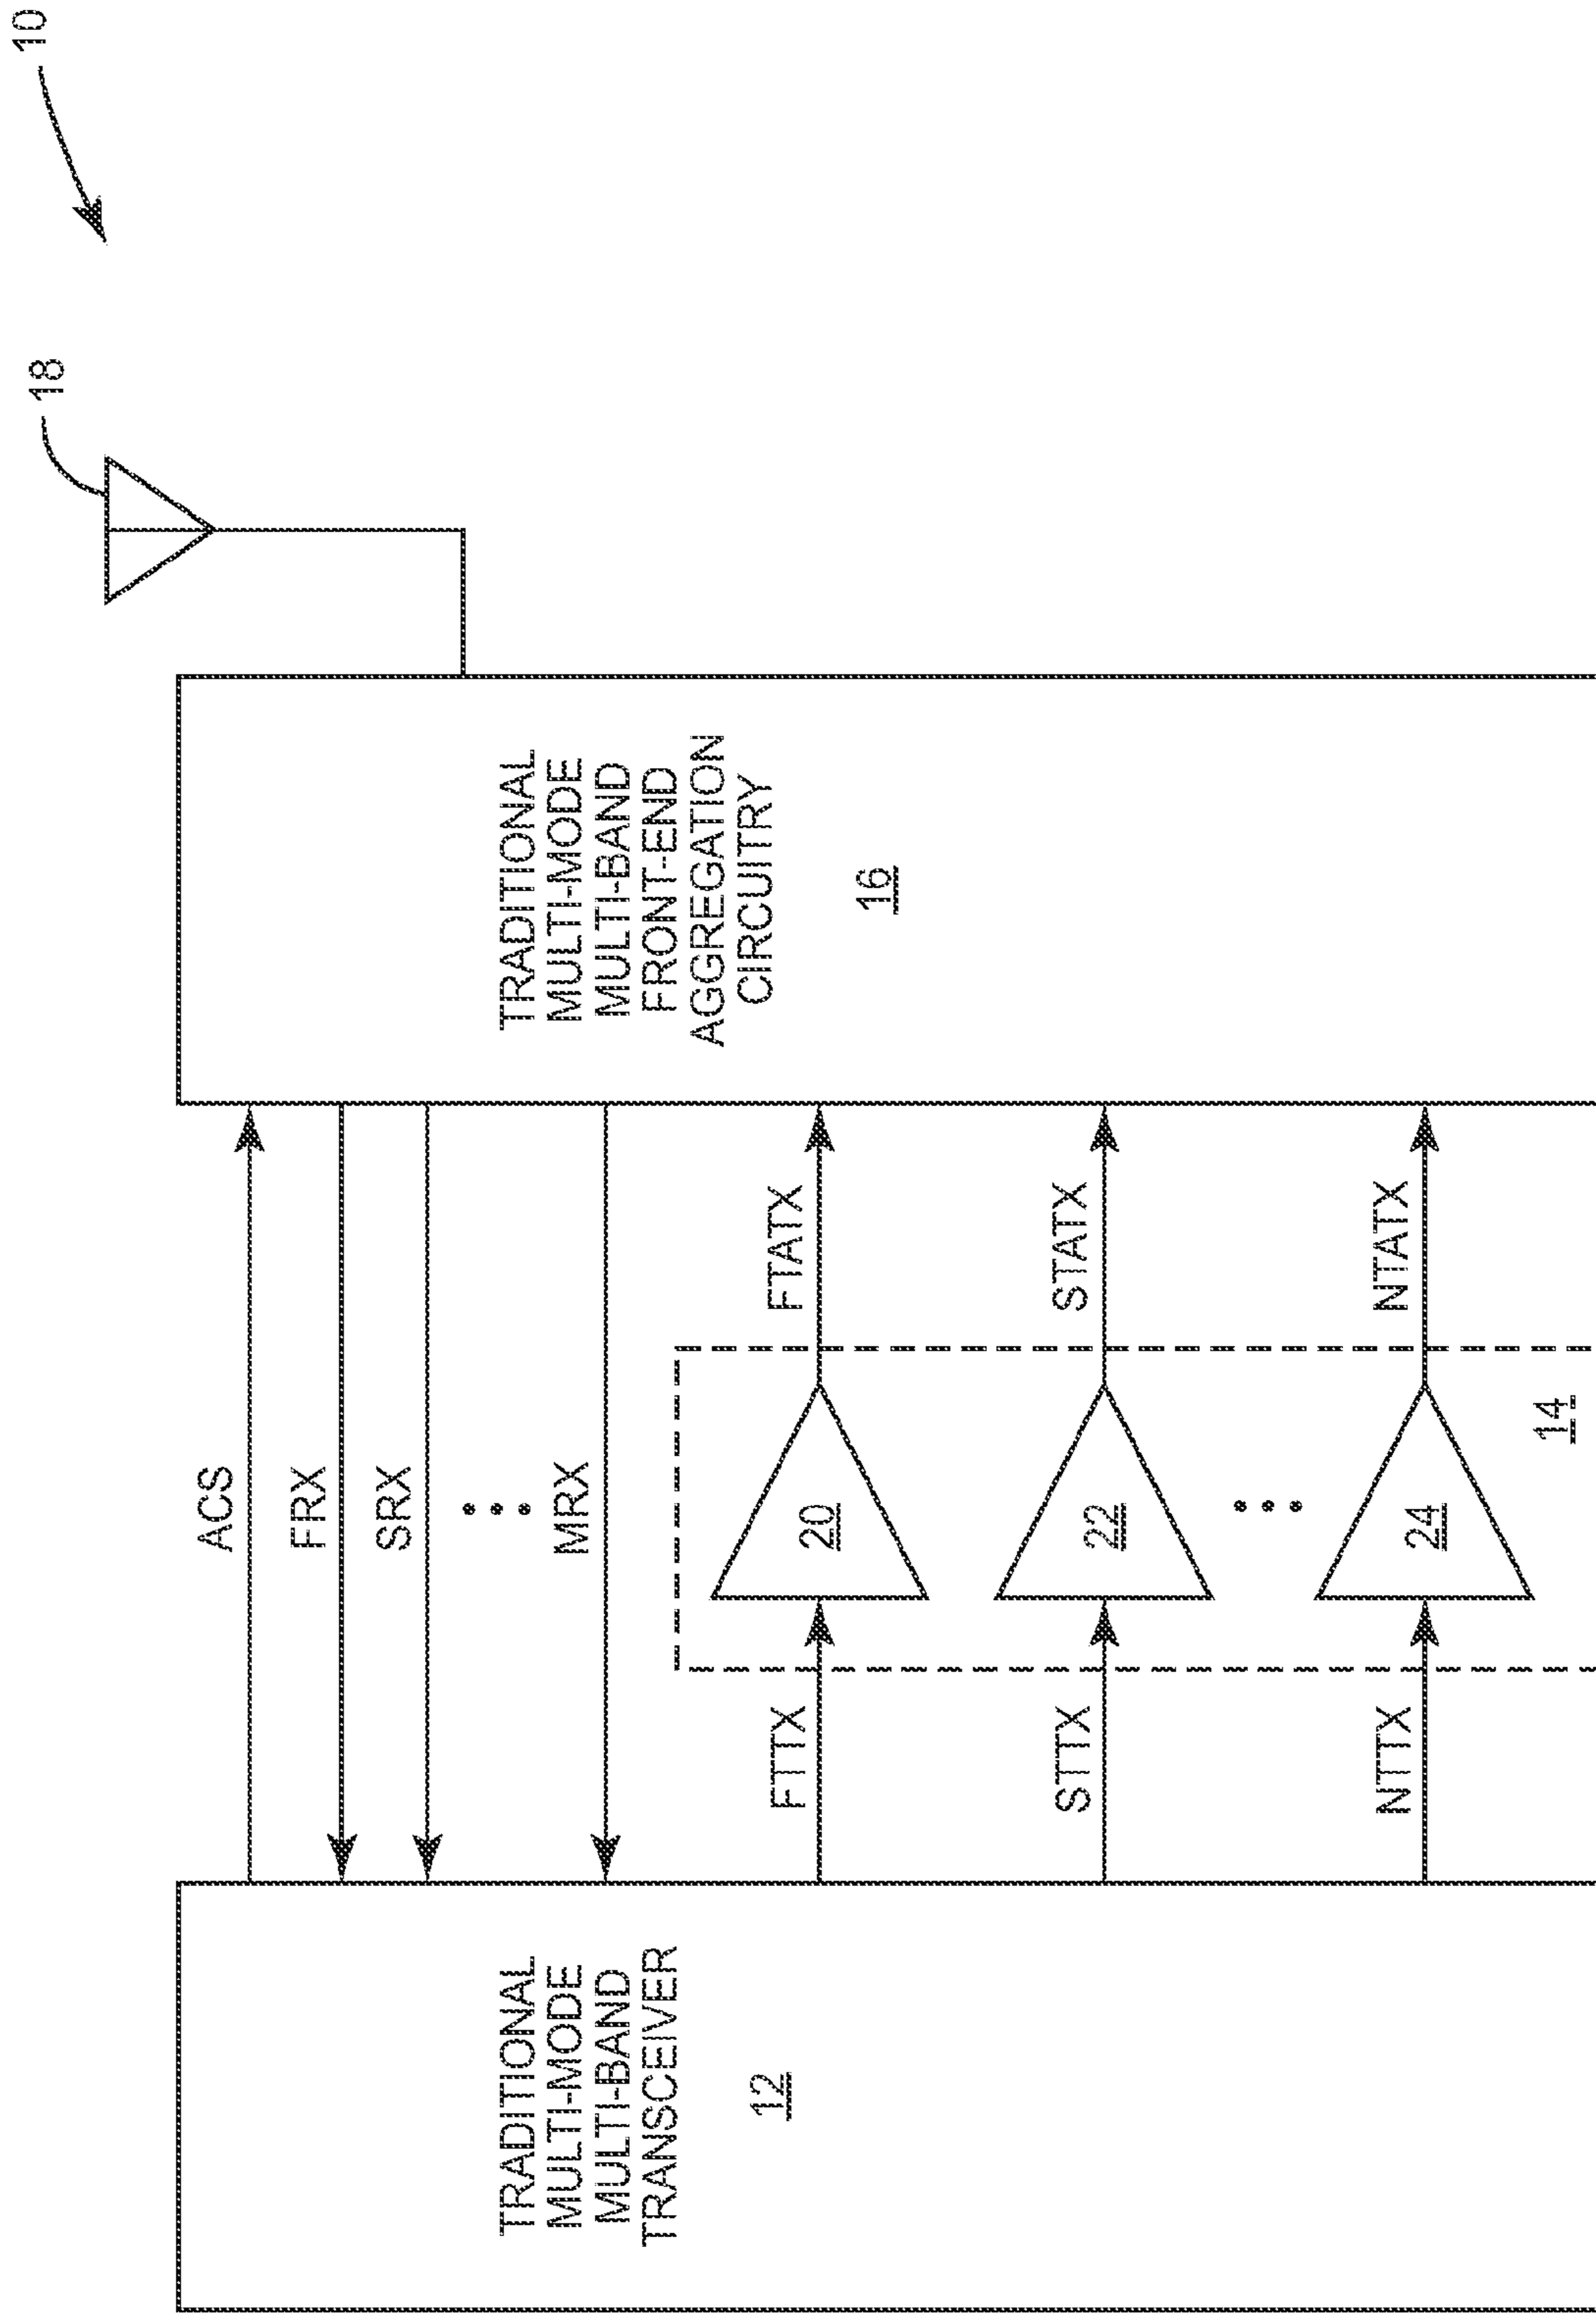 10
18
TRADITIONAL
MULTI-MODE
MULTI-BAND
TRANSCEIVER
12
ACS
FRX
SRX
MRX
FTTX
20
FTATX
STTX
22
STATX
NTTX
24
NTATX
14
TRADITIONAL
MULTI-MODE
MULTI-BAND
FRONT-END
AGGREGATION
CIRCUITRY
16